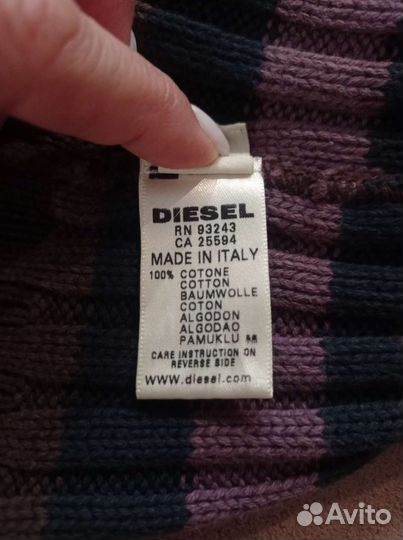 DIESEL
RN 93243
CA 25594
MADE IN ITALY
100% COTONE
COTTON
BAUMWOLLE
COTON
ALGODON
ALGODAO
PAMUKLU
CARE INSTRUCTION ON
REVERSE SIDE
www.diesel.com
Avito